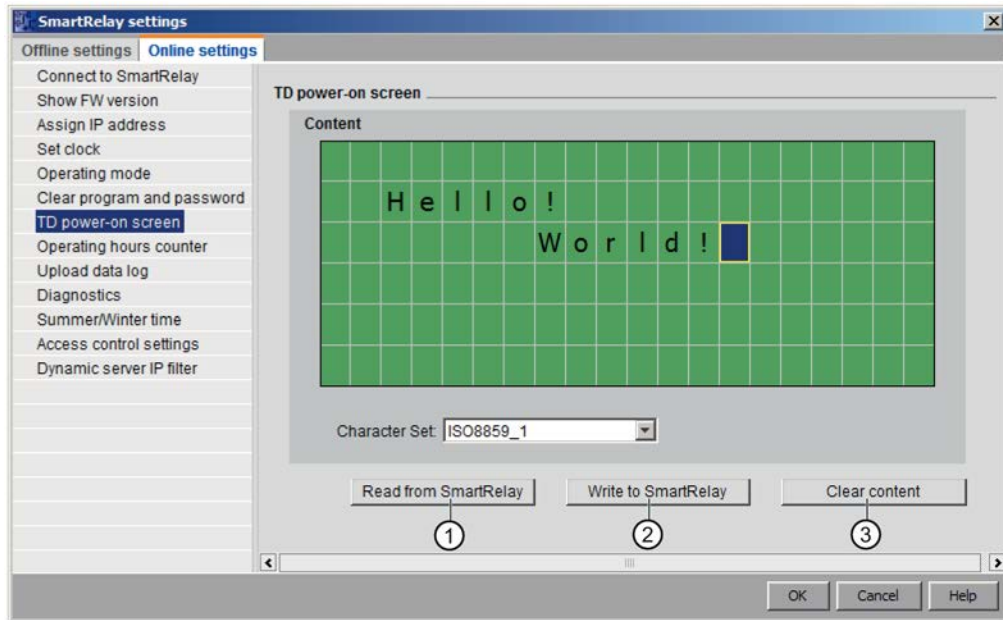 SmartRelay settings
Offline settings Online settings
Connect to SmartRelay
Show FW version
Assign IP address
Set clock
Operating mode
Clear program and password
TD power-on screen
Operating hours counter
Upload data log
Diagnostics
Summer/Winter time
Access control settings
Dynamic server IP filter
TD power-on screen
Content
Hello!
World!
Character Set: ISO8859_1
Read from SmartRelay Write to SmartRelay Clear content
1 2 3
OK Cancel Help